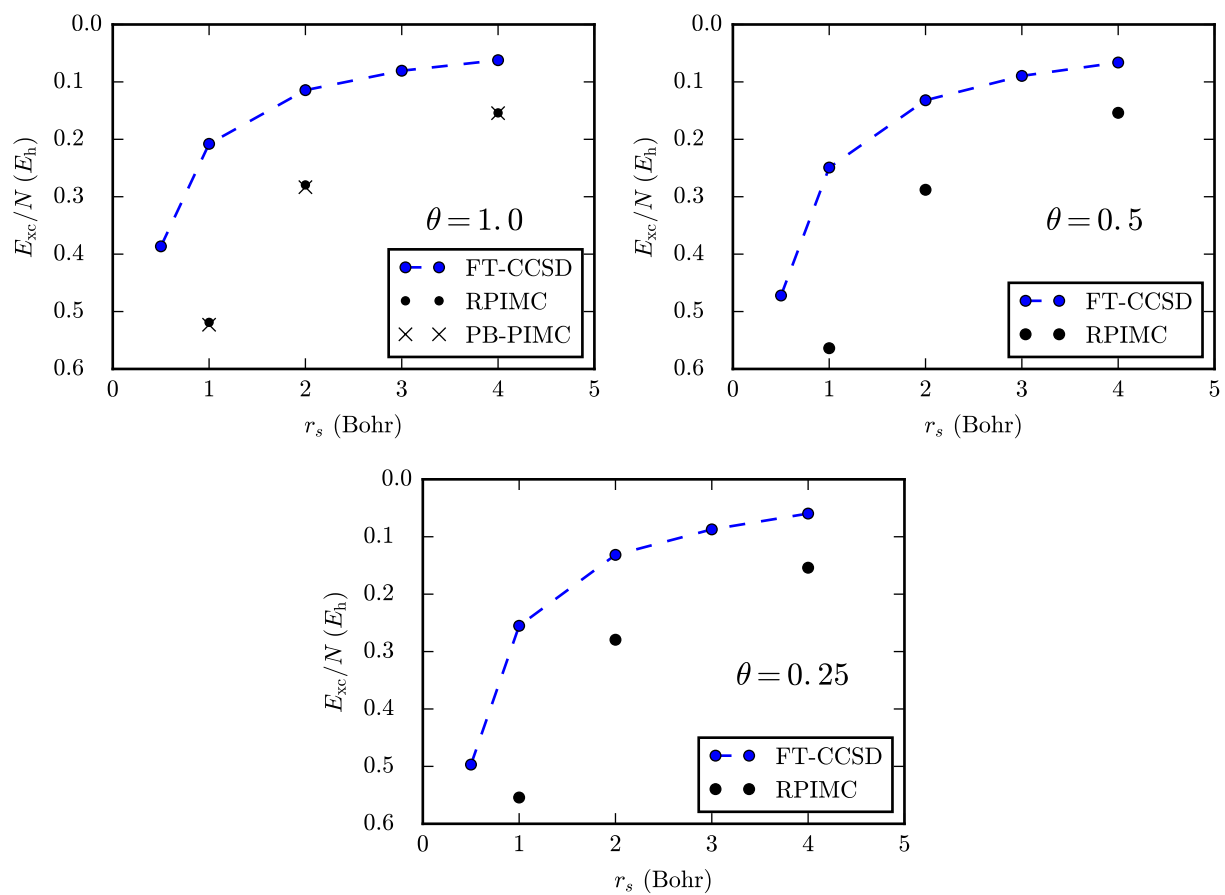 0.0
0.1
0.2
0.3
0.4
0.5
0.6
E_xc/N (E_h)
θ = 1.0
FT-CCSD
RPIMC
PB-PIMC
0 1 2 3 4 5
r_s (Bohr)
0.0
0.1
0.2
0.3
0.4
0.5
0.6
E_xc/N (E_h)
θ = 0.5
FT-CCSD
RPIMC
0 1 2 3 4 5
r_s (Bohr)
0.0
0.1
0.2
0.3
0.4
0.5
0.6
E_xc/N (E_h)
θ = 0.25
FT-CCSD
RPIMC
0 1 2 3 4 5
r_s (Bohr)